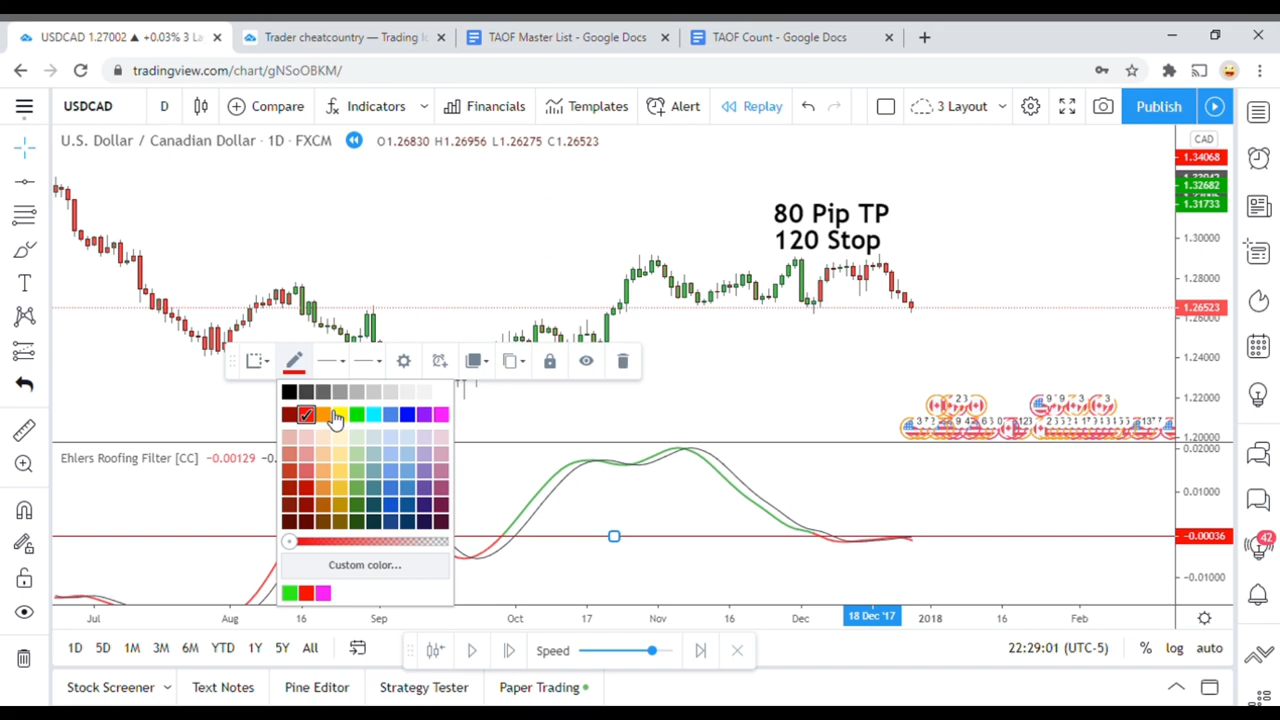 USDCAD 1.27002 ▲ +0.03% 3 La
Trader cheatcountry — Trading I
TAOF Master List - Google Docs
TAOF Count - Google Docs
tradingview.com/chart/gNSoOBKM/
USDCAD D Compare Indicators Financials Templates Alert Replay 3 Layout Publish
U.S. Dollar / Canadian Dollar · 1D · FXCM O1.26830 H1.26956 L1.26275 C1.26523
CAD
1.34068
1.32682
1.31733
80 Pip TP
120 Stop
1.30000
1.28000
1.26523
1.26000
1.24000
1.22000
1.20000
Ehlers Roofing Filter [CC] −0.00129 −0.
0.02000
0.01000
-0.00036
-0.01000
42
Custom color...
Jul Aug 16 Sep Oct 17 Nov 16 Dec 18 Dec '17 2018 16 Feb
1D 5D 1M 3M 6M YTD 1Y 5Y All Speed 22:29:01 (UTC-5) % log auto
Stock Screener Text Notes Pine Editor Strategy Tester Paper Trading